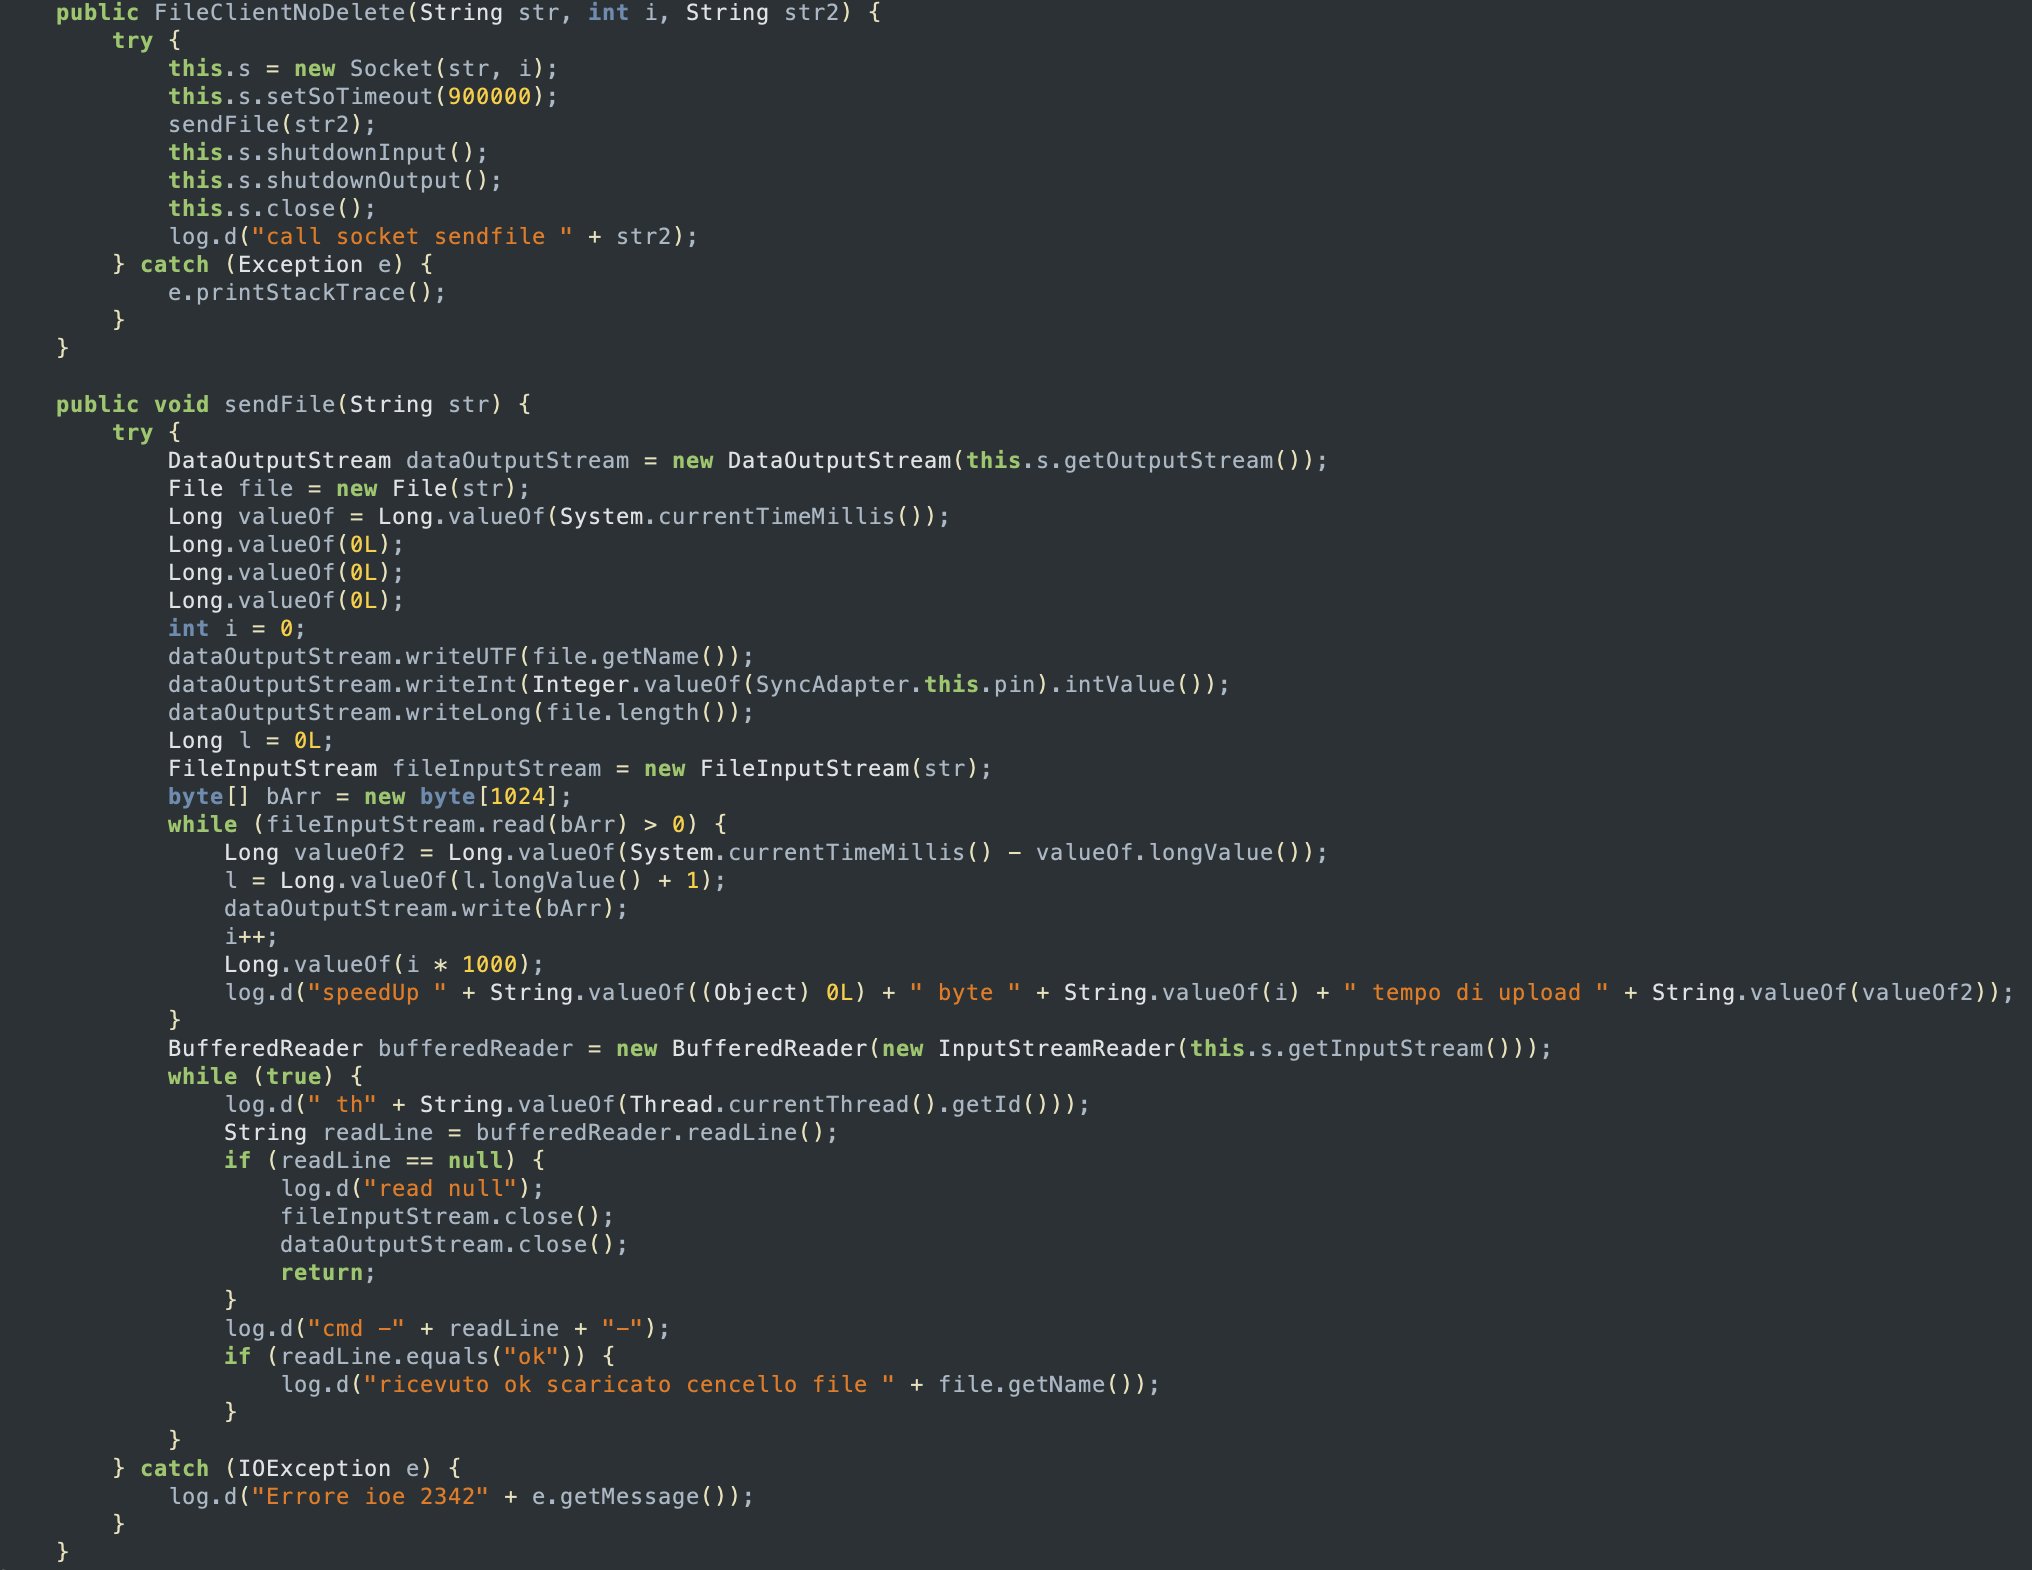 public FileClientNoDelete(String str, int i, String str2) {
try {
this.s = new Socket(str, i);
this.s.setSoTimeout(900000);
sendFile(str2);
this.s.shutdownInput();
this.s.shutdownOutput();
this.s.close();
log.d("call socket sendfile " + str2);
} catch (Exception e) {
e.printStackTrace();
}
}
public void sendFile(String str) {
try {
DataOutputStream dataOutputStream = new DataOutputStream(this.s.getOutputStream());
File file = new File(str);
Long valueOf = Long.valueOf(System.currentTimeMillis());
Long.valueOf(0L);
Long.valueOf(0L);
Long.valueOf(0L);
int i = 0;
dataOutputStream.writeUTF(file.getName());
dataOutputStream.writeInt(Integer.valueOf(SyncAdapter.this.pin).intValue());
dataOutputStream.writeLong(file.length());
Long l = 0L;
FileInputStream fileInputStream = new FileInputStream(str);
byte[] bArr = new byte[1024];
while (fileInputStream.read(bArr) > 0) {
Long valueOf2 = Long.valueOf(System.currentTimeMillis() - valueOf.longValue());
l = Long.valueOf(l.longValue() + 1);
dataOutputStream.write(bArr);
i++;
Long.valueOf(i * 1000);
log.d("speedUp " + String.valueOf((Object) 0L) + " byte " + String.valueOf(i) + " tempo di upload " + String.valueOf(valueOf2));
}
BufferedReader bufferedReader = new BufferedReader(new InputStreamReader(this.s.getInputStream()));
while (true) {
log.d(" th" + String.valueOf(Thread.currentThread().getId()));
String readLine = bufferedReader.readLine();
if (readLine == null) {
log.d("read null");
fileInputStream.close();
dataOutputStream.close();
return;
}
log.d("cmd -" + readLine + "-");
if (readLine.equals("ok")) {
log.d("ricevuto ok scaricato cencello file " + file.getName());
}
}
} catch (IOException e) {
log.d("Errore ioe 2342" + e.getMessage());
}
}